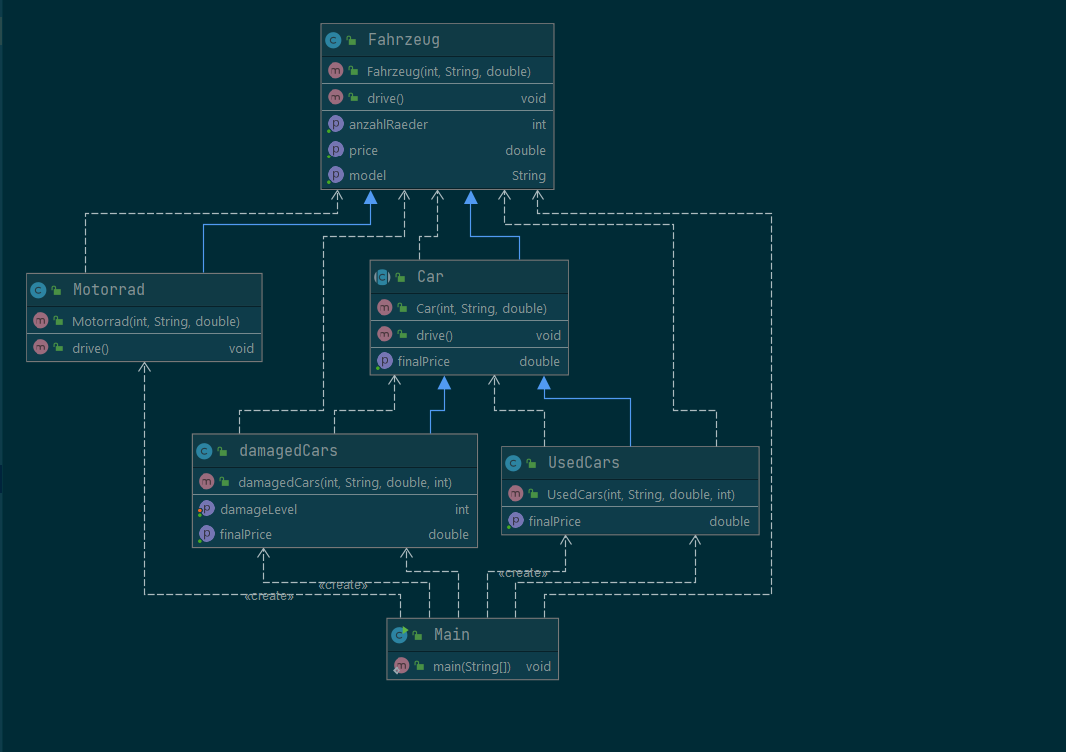 Fahrzeug
Fahrzeug(int, String, double)
drive() void
anzahlRaeder int
price double
model String
Motorrad
Motorrad(int, String, double)
drive() void
Car
Car(int, String, double)
drive() void
finalPrice double
damagedCars
damagedCars(int, String, double, int)
damageLevel int
finalPrice double
UsedCars
UsedCars(int, String, double, int)
finalPrice double
«create»
«create»
«create»
Main
main(String[]) void